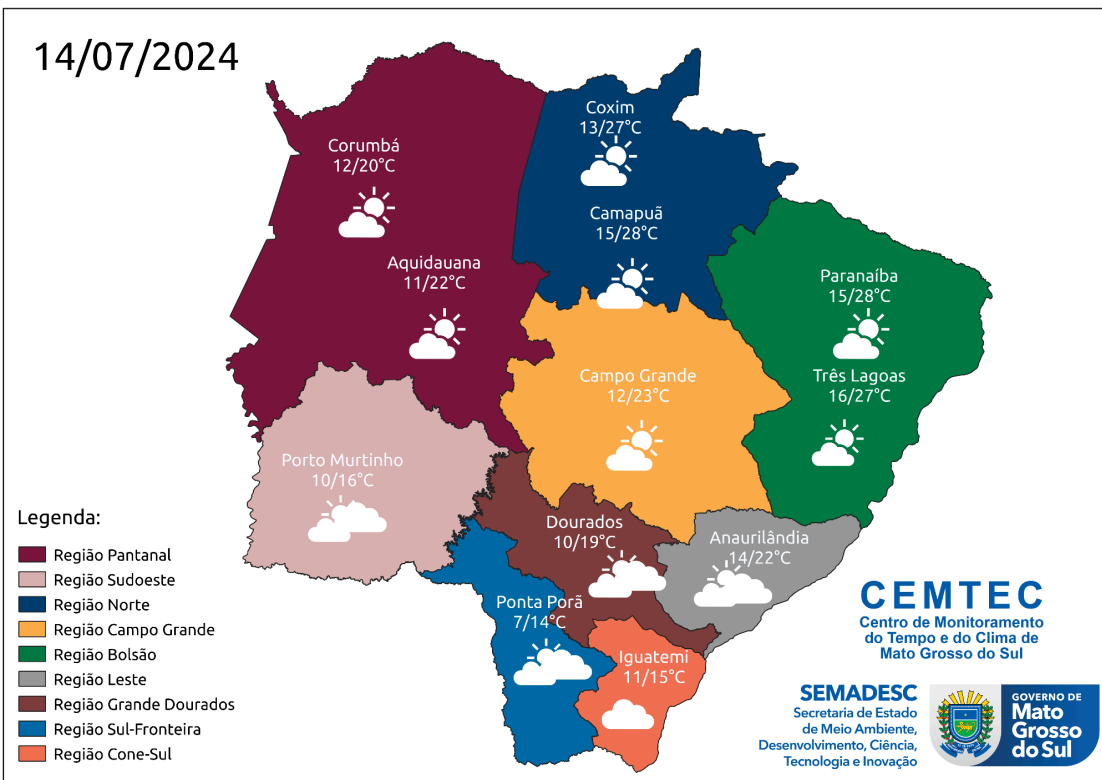 14/07/2024
Coxim
13/27°C
Corumbá
12/20°C
Camapuã
15/28°C
Aquidauana
11/22°C
Paranaíba
15/28°C
Campo Grande
12/23°C
Três Lagoas
16/27°C
Porto Murtinho
10/16°C
Dourados
10/19°C
Anaurilândia
14/22°C
Ponta Porã
7/14°C
Iguatemi
11/15°C
Legenda:
Região Pantanal
Região Sudoeste
Região Norte
Região Campo Grande
Região Bolsão
Região Leste
Região Grande Dourados
Região Sul-Fronteira
Região Cone-Sul
CEMTEC
Centro de Monitoramento
do Tempo e do Clima de
Mato Grosso do Sul
SEMADESC
Secretaria de Estado
de Meio Ambiente,
Desenvolvimento, Ciência,
Tecnologia e Inovação
GOVERNO DE
Mato
Grosso
do Sul